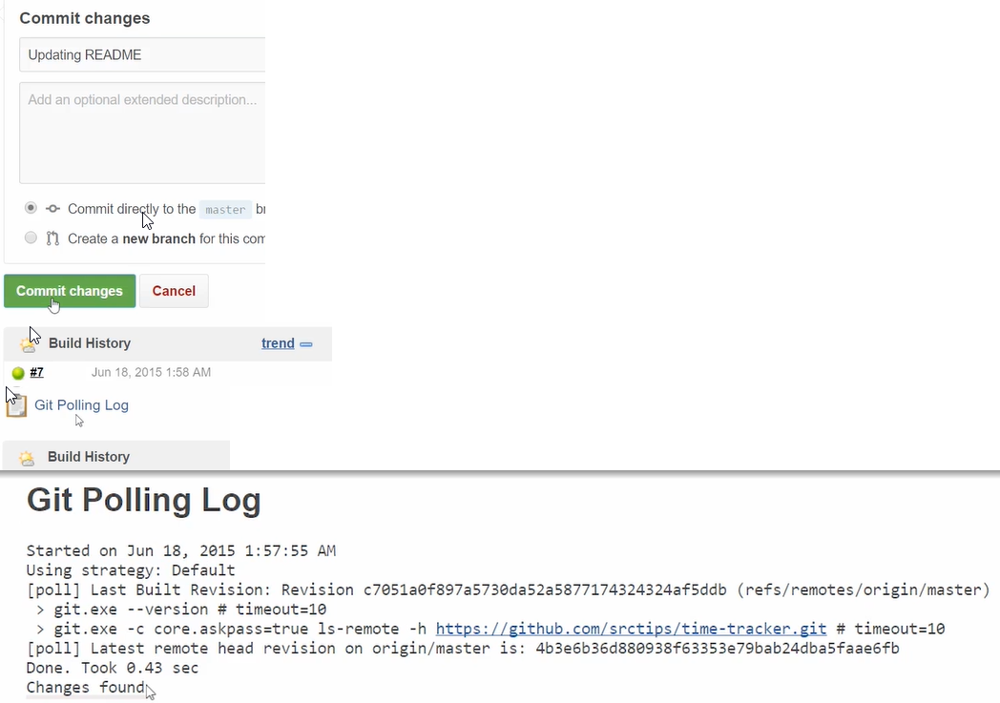 Commit changes
Updating README
Add an optional extended description...
Commit directly to the master br
Create a new branch for this com
Commit changes Cancel
Build History trend
#7 Jun 18, 2015 1:58 AM
Git Polling Log
Build History
Git Polling Log
Started on Jun 18, 2015 1:57:55 AM
Using strategy: Default
[poll] Last Built Revision: Revision c7051a0f897a5730da52a5877174324324af5ddb (refs/remotes/origin/master)
> git.exe --version # timeout=10
> git.exe -c core.askpass=true ls-remote -h https://github.com/srctips/time-tracker.git # timeout=10
[poll] Latest remote head revision on origin/master is: 4b3e6b36d880938f63353e79bab24dba5faae6fb
Done. Took 0.43 sec
Changes found